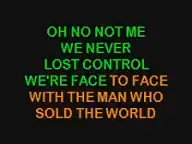 OH NO NOT ME
WE NEVER
LOST CONTROL
WE'RE FACE TO FACE
WITH THE MAN WHO
SOLD THE WORLD